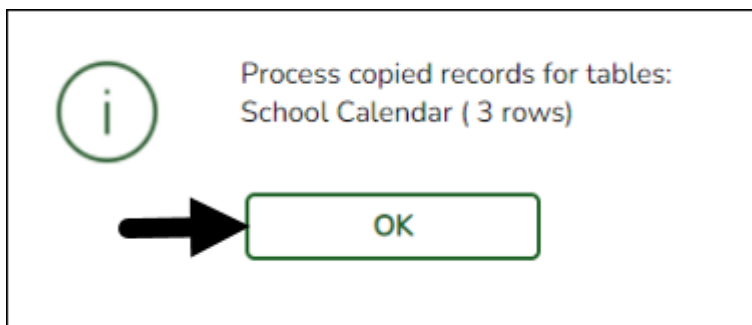 Process copied records for tables:
School Calendar ( 3 rows)
OK